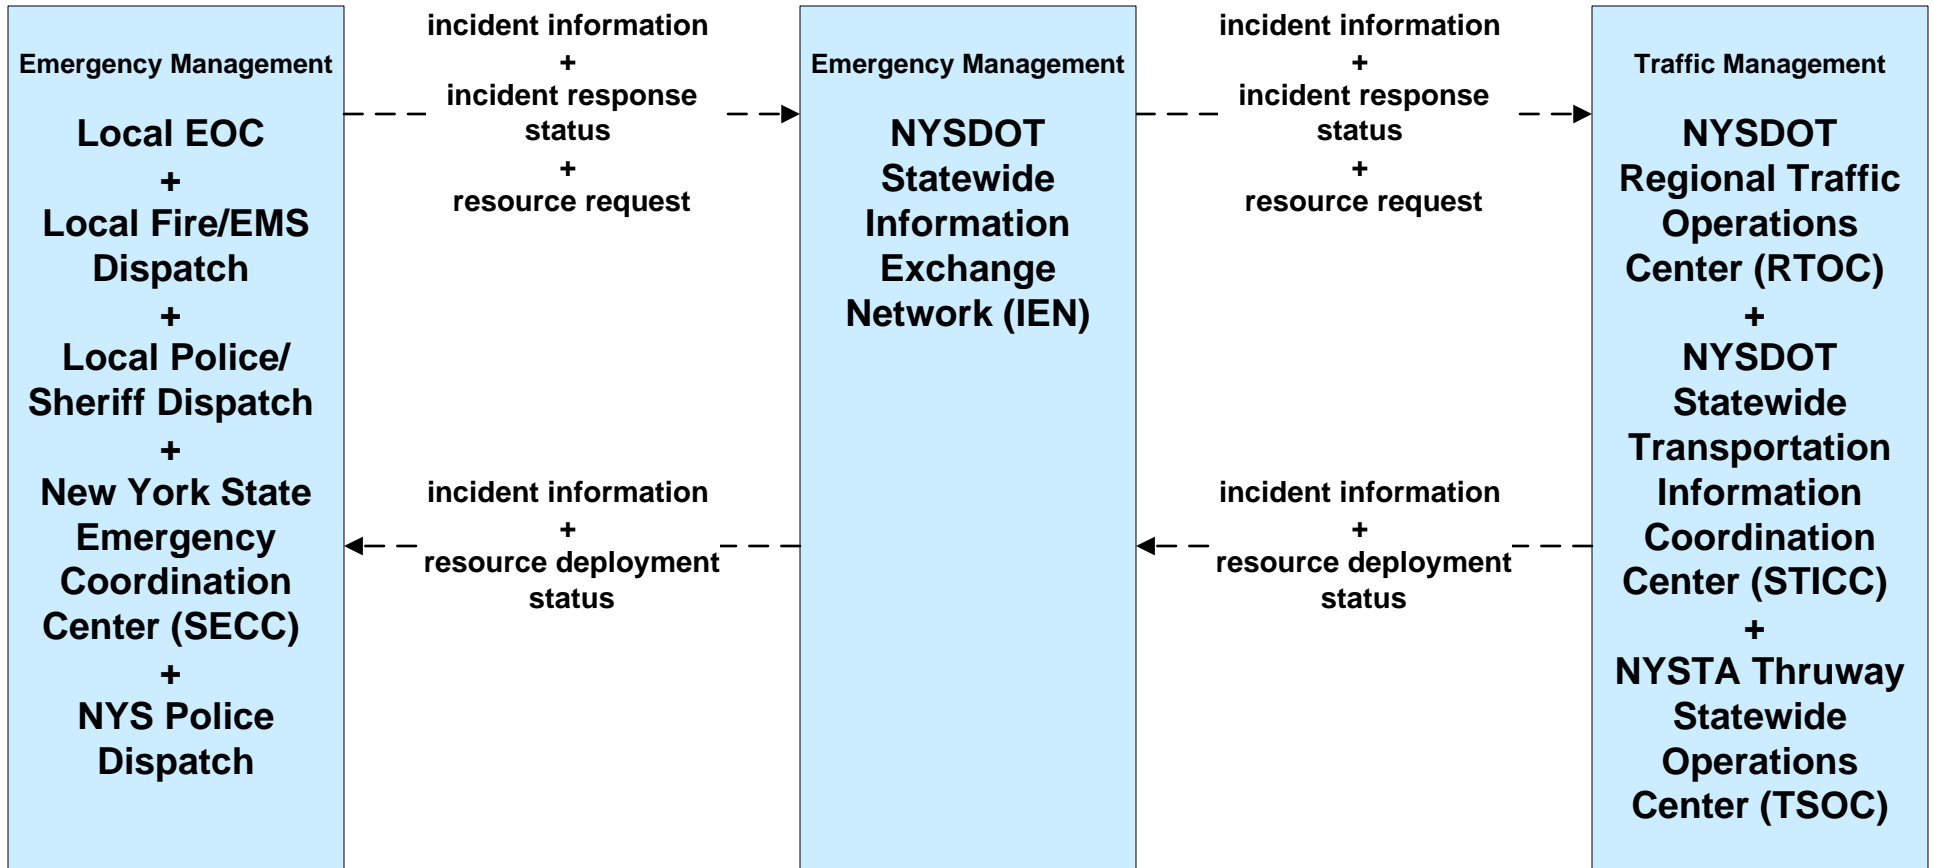 Emergency Management
Local EOC
+
Local Fire/EMS
Dispatch
+
Local Police/
Sheriff Dispatch
+
New York State
Emergency
Coordination
Center (SECC)
+
NYS Police
Dispatch
incident information
+
incident response
status
+
resource request
incident information
+
resource deployment
status
Emergency Management
NYSDOT
Statewide
Information
Exchange
Network (IEN)
incident information
+
incident response
status
+
resource request
incident information
+
resource deployment
status
Traffic Management
NYSDOT
Regional Traffic
Operations
Center (RTOC)
+
NYSDOT
Statewide
Transportation
Information
Coordination
Center (STICC)
+
NYSTA Thruway
Statewide
Operations
Center (TSOC)